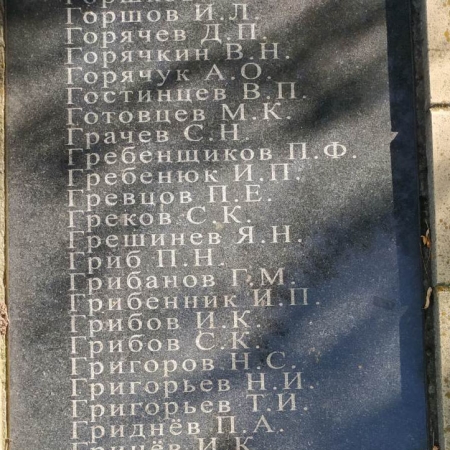 Горшов И.Л.
Горячев Д.П.
Горячкин В.Н.
Горячук А.О.
Гостинцев В.П.
Готовцев М.К.
Грачев С.Н.
Гребенщиков П.Ф.
Гребенюк И.П.
Гревцов П.Е.
Греков С.К.
Грешинев Я.Н.
Гриб П.Н.
Грибанов Г.М.
Грибенник И.П.
Грибов И.К.
Грибов С.К.
Григоров Н.С.
Григорьев Н.И.
Григорьев Т.И.
Гриднёв П.А.
И.К.